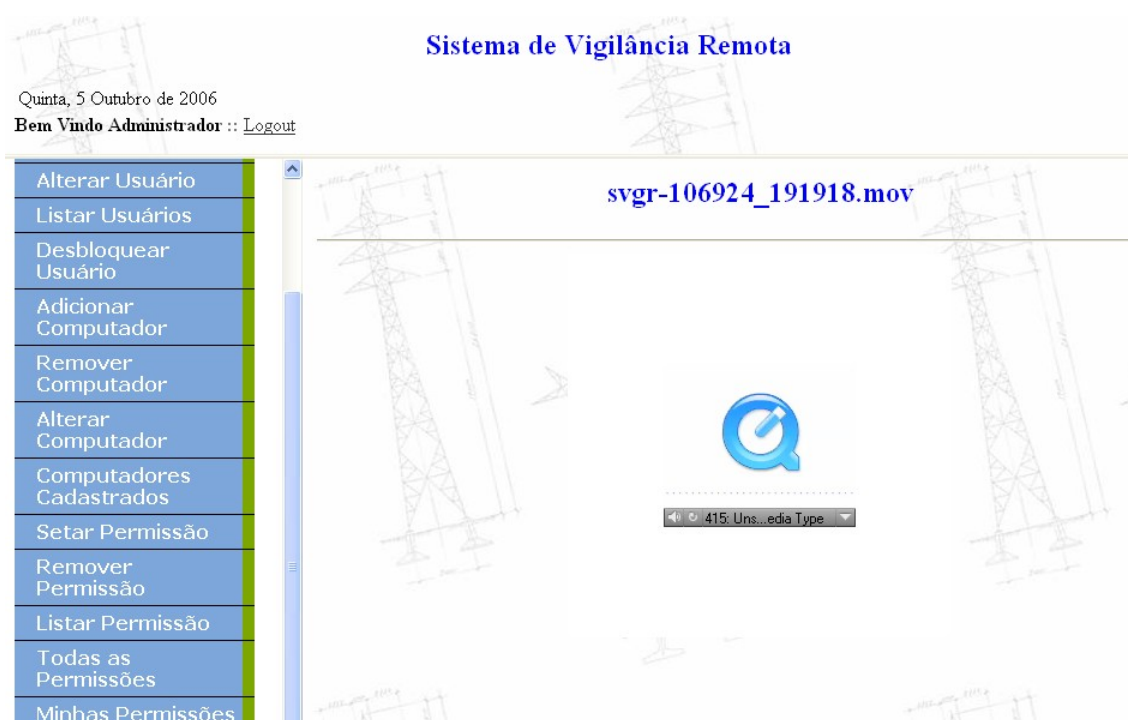 Sistema de Vigilância Remota
Quinta, 5 Outubro de 2006
Bem Vindo Administrador :: Logout
Alterar Usuário
Listar Usuários
Desbloquear
Usuário
Adicionar
Computador
Remover
Computador
Alterar
Computador
Computadores
Cadastrados
Setar Permissão
Remover
Permissão
Listar Permissão
Todas as
Permissões
Minhas Permissões
svgr-106924_191918.mov
415: Uns...edia Type